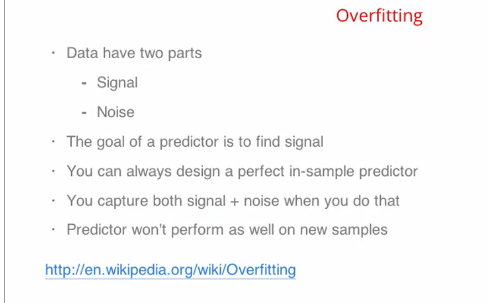 Overfitting
· Data have two parts
- Signal
- Noise
· The goal of a predictor is to find signal
· You can always design a perfect in-sample predictor
· You capture both signal + noise when you do that
· Predictor won't perform as well on new samples
http://en.wikipedia.org/wiki/Overfitting